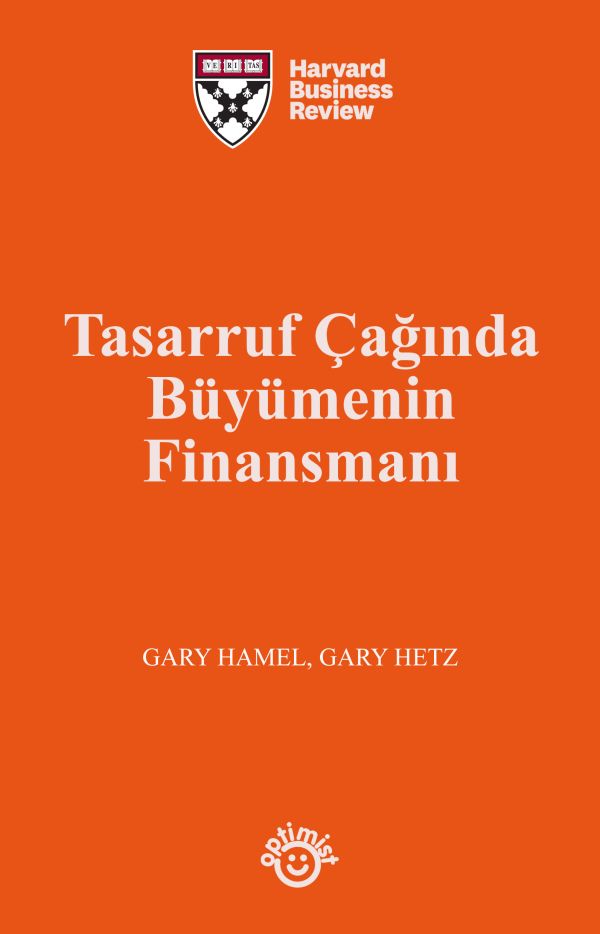 VE RI TAS
Harvard
Business
Review
Tasarruf Çağında
Büyümenin
Finansmanı
GARY HAMEL, GARY HETZ
optimist